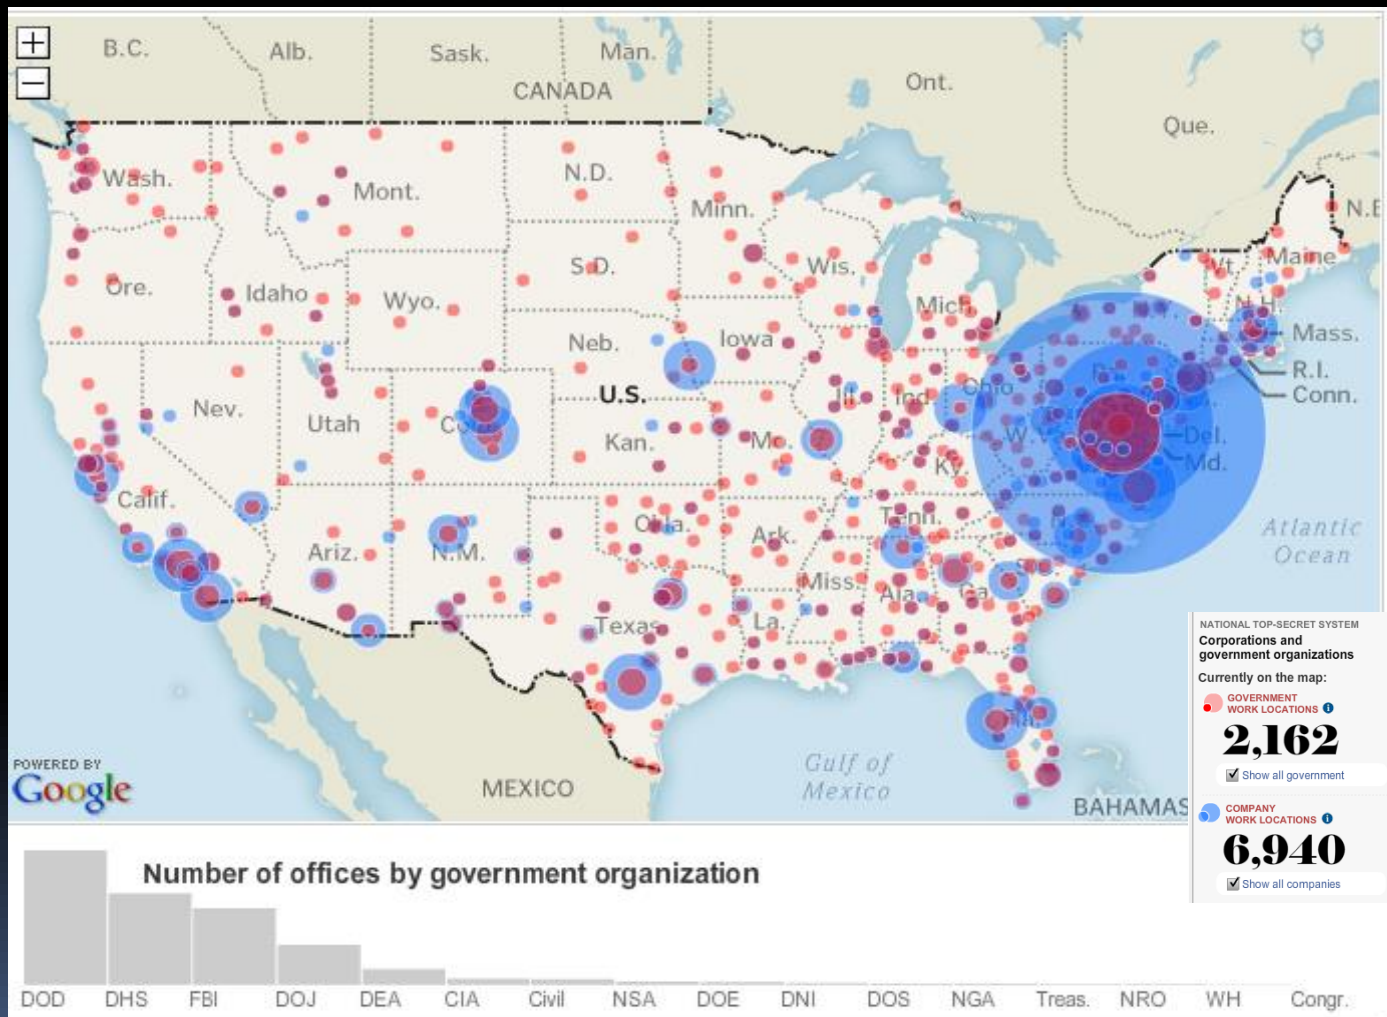 +
−
B.C.
Alb.
Sask.
Man.
CANADA
Ont.
Que.
Wash.
Mont.
N.D.
Minn.
N.B
Ore.
Idaho
Wyo.
S.D.
Wis.
Mich.
Vt.
Maine
N.H.
Neb.
Iowa
Mass.
R.I.
Conn.
Nev.
Utah
U.S.
Kan.
Mo.
Ill.
Ind.
Ohio
W.V.
Del.
Md.
Calif.
Ky.
Ariz.
N.M.
Okla.
Ark.
Tenn.
Atlantic
Ocean
Texas
La.
Miss.
Ala.
Ga.
Fla.
Gulf of
Mexico
MEXICO
BAHAMAS
POWERED BY
Google
NATIONAL TOP-SECRET SYSTEM
Corporations and
government organizations
Currently on the map:
GOVERNMENT
WORK LOCATIONS i
2,162
Show all government
COMPANY
WORK LOCATIONS i
6,940
Show all companies
Number of offices by government organization
DOD DHS FBI DOJ DEA CIA Civil NSA DOE DNI DOS NGA Treas. NRO WH Congr.